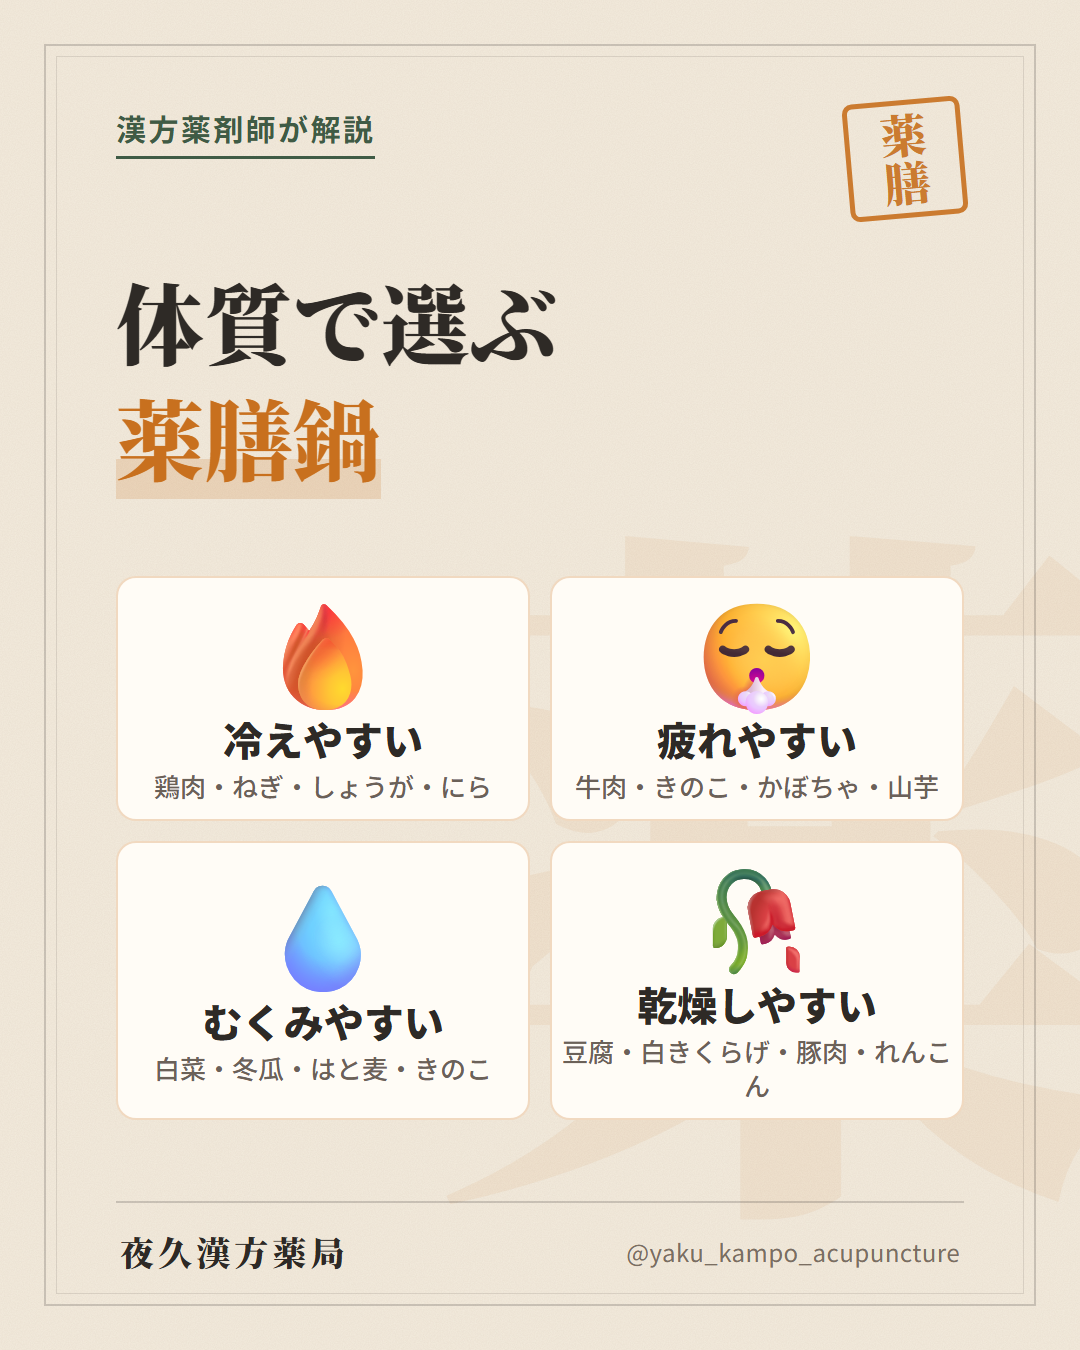 漢方薬剤師が解説
薬
膳
体質で選ぶ
薬膳鍋
冷えやすい
鶏肉・ねぎ・しょうが・にら
疲れやすい
牛肉・きのこ・かぼちゃ・山芋
むくみやすい
白菜・冬瓜・はと麦・きのこ
乾燥しやすい
豆腐・白きくらげ・豚肉・れんこ
ん
夜久漢方薬局
@yaku_kampo_acupuncture